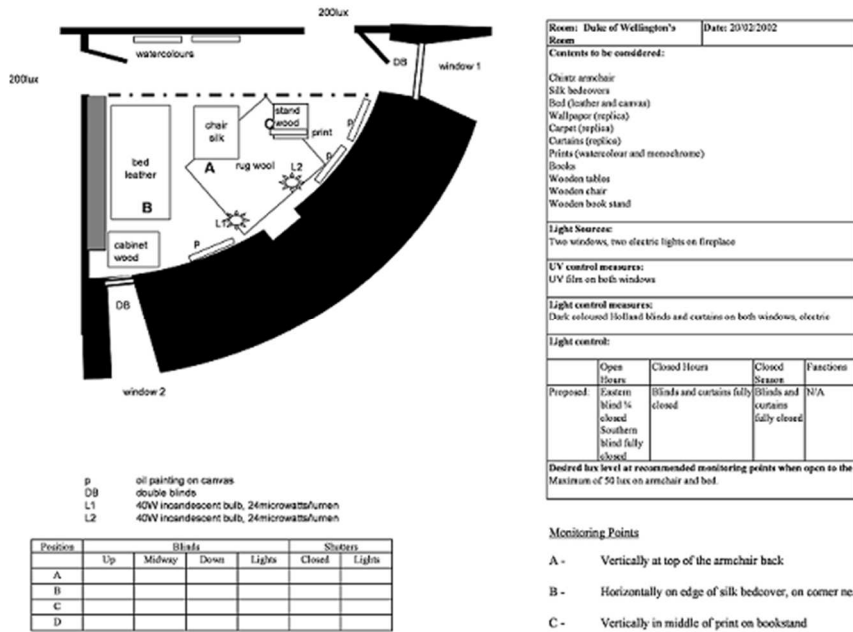 200lux
watercolours
DB
window 1
200lux
chair
silk
stand
wood
C
print
p
bed
leather
A
rug wool
L2
p
B
L1
cabinet
wood
p
DB
window 2
p oil painting on canvas
DB double blinds
L1 40W incandescent bulb, 24microwatts/lumen
L2 40W incandescent bulb, 24microwatts/lumen
Position Blinds Shutters
Up Midway Down Lights Closed Lights
A
B
C
D
Room: Duke of Wellington's Room Date: 20/02/2002
Contents to be considered:
Chintz armchair
Silk bedcovers
Bed (leather and canvas)
Wallpaper (replica)
Carpet (replica)
Curtains (replica)
Prints (watercolour and monochrome)
Books
Wooden tables
Wooden chair
Wooden book stand
Light Sources:
Two windows, two electric lights on fireplace
UV control measures:
UV film on both windows
Light control measures:
Dark coloured Holland blinds and curtains on both windows, electric
Light control:
Open Hours Closed Hours Closed Season Functions
Proposed: Eastern blind closed Southern blind fully closed Blinds and curtains fully closed Blinds and curtains fully closed N/A
Desired lux level at recommended monitoring points when open to the
Maximum of 50 lux on armchair and bed.
Monitoring Points
A - Vertically at top of the armchair back
B - Horizontally on edge of silk bedcover, on corner ne
C - Vertically in middle of print on bookstand